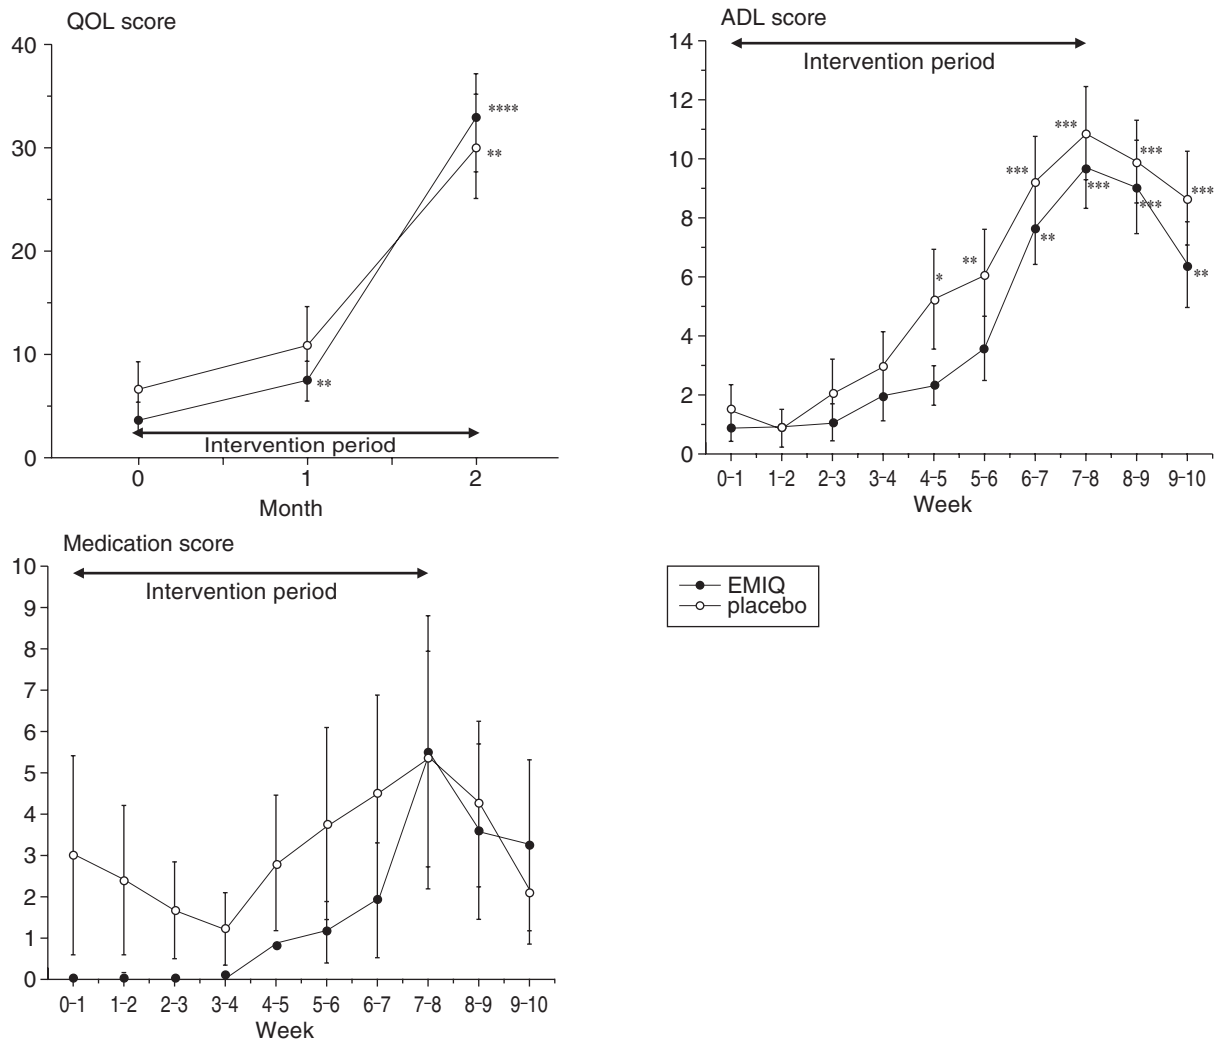 QOL score
40
30
20
10
0
****
**
**
Intervention period
0 1 2
Month
ADL score
14
12
10
8
6
4
2
0
Intervention period
*
**
***
**
***
***
***
***
***
**
0–1 1–2 2–3 3–4 4–5 5–6 6–7 7–8 8–9 9–10
Week
Medication score
10
9
8
7
6
5
4
3
2
1
0
Intervention period
0–1 1–2 2–3 3–4 4–5 5–6 6–7 7–8 8–9 9–10
Week
EMIQ
placebo